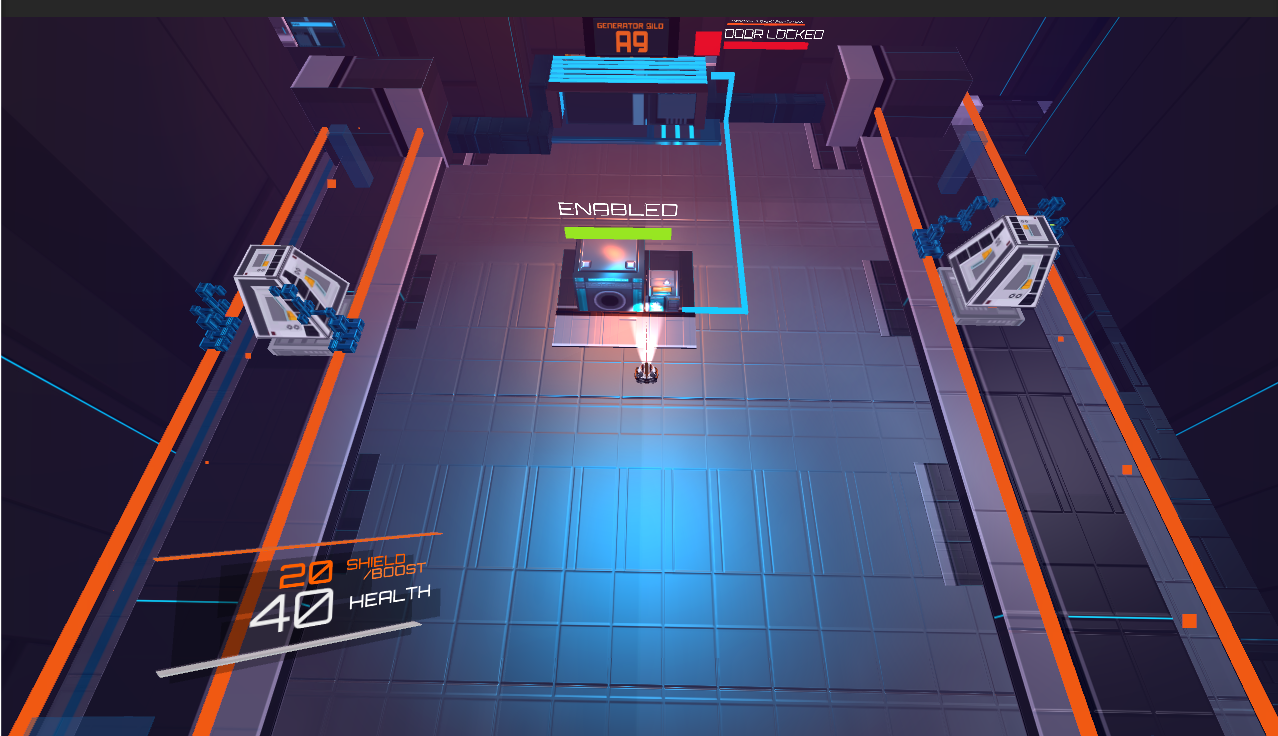 GENERATOR SILO
A9
DOOR LOCKED
ENABLED
20 SHIELD
/BOOST
40 HEALTH